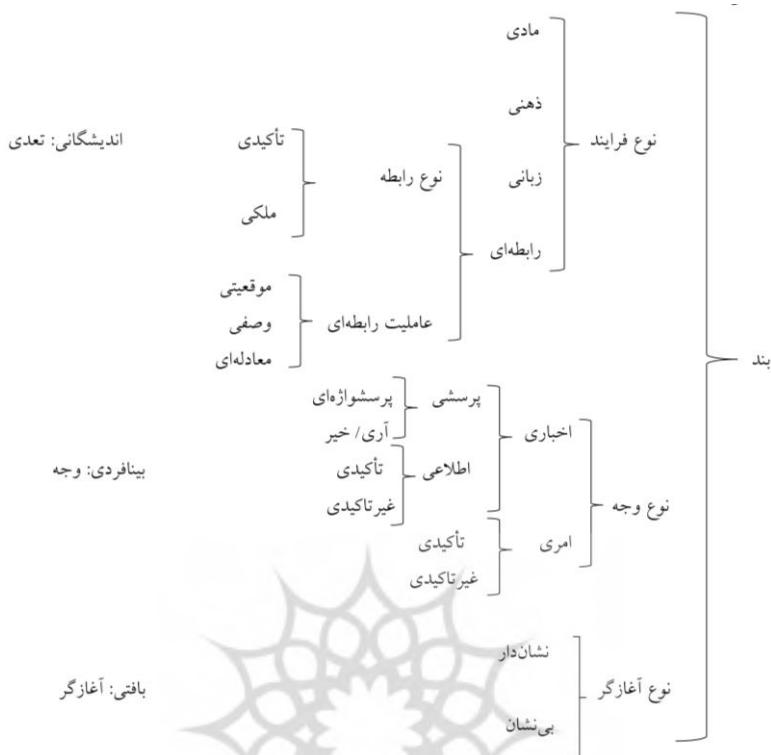 بند
نوع فرایند
مادی
ذهنی
زبانی
رابطه‌ای
نوع رابطه
تأکیدی
ملکی
عاملیت رابطه‌ای
موقعیتی
وصفی
معادله‌ای
اندیشگانی: تعدی
نوع وجه
اخباری
پرسشی
پرسشواژه‌ای
آری/ خیر
اطلاعی
تأکیدی
غیرتاکیدی
امری
تأکیدی
غیرتاکیدی
بینافردی: وجه
نوع آغازگر
نشان‌دار
بی‌نشان
بافتی: آغازگر